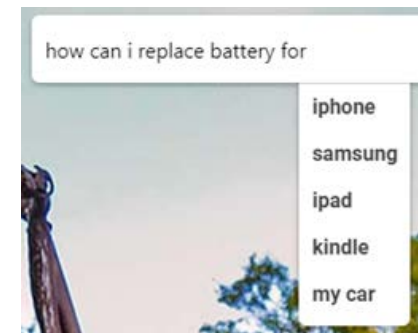 how can i replace battery for
iphone
samsung
ipad
kindle
my car